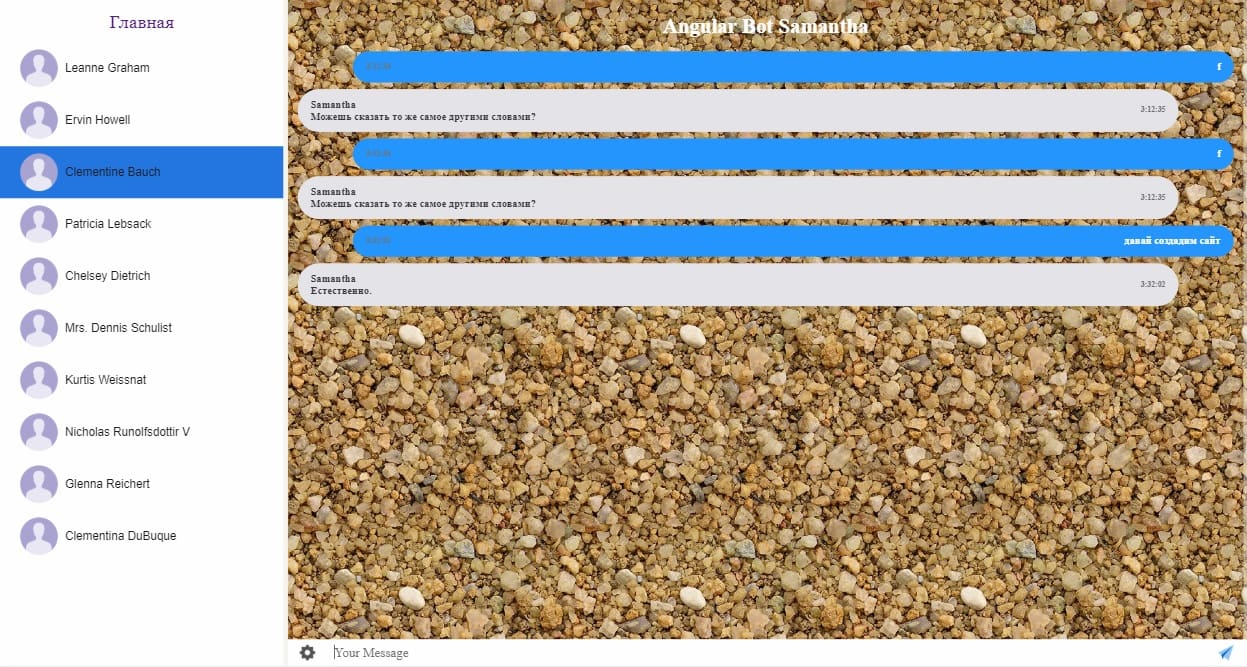 Главная
Leanne Graham
Ervin Howell
Clementine Bauch
Patricia Lebsack
Chelsey Dietrich
Mrs. Dennis Schulist
Kurtis Weissnat
Nicholas Runolfsdottir V
Glenna Reichert
Clementina DuBuque
Angular Bot Samantha
f
Samantha
Можешь сказать то же самое другими словами?
3:12:35
f
Samantha
Можешь сказать то же самое другими словами?
3:12:35
давай создадим сайт
Samantha
Естественно.
3:32:02
Your Message